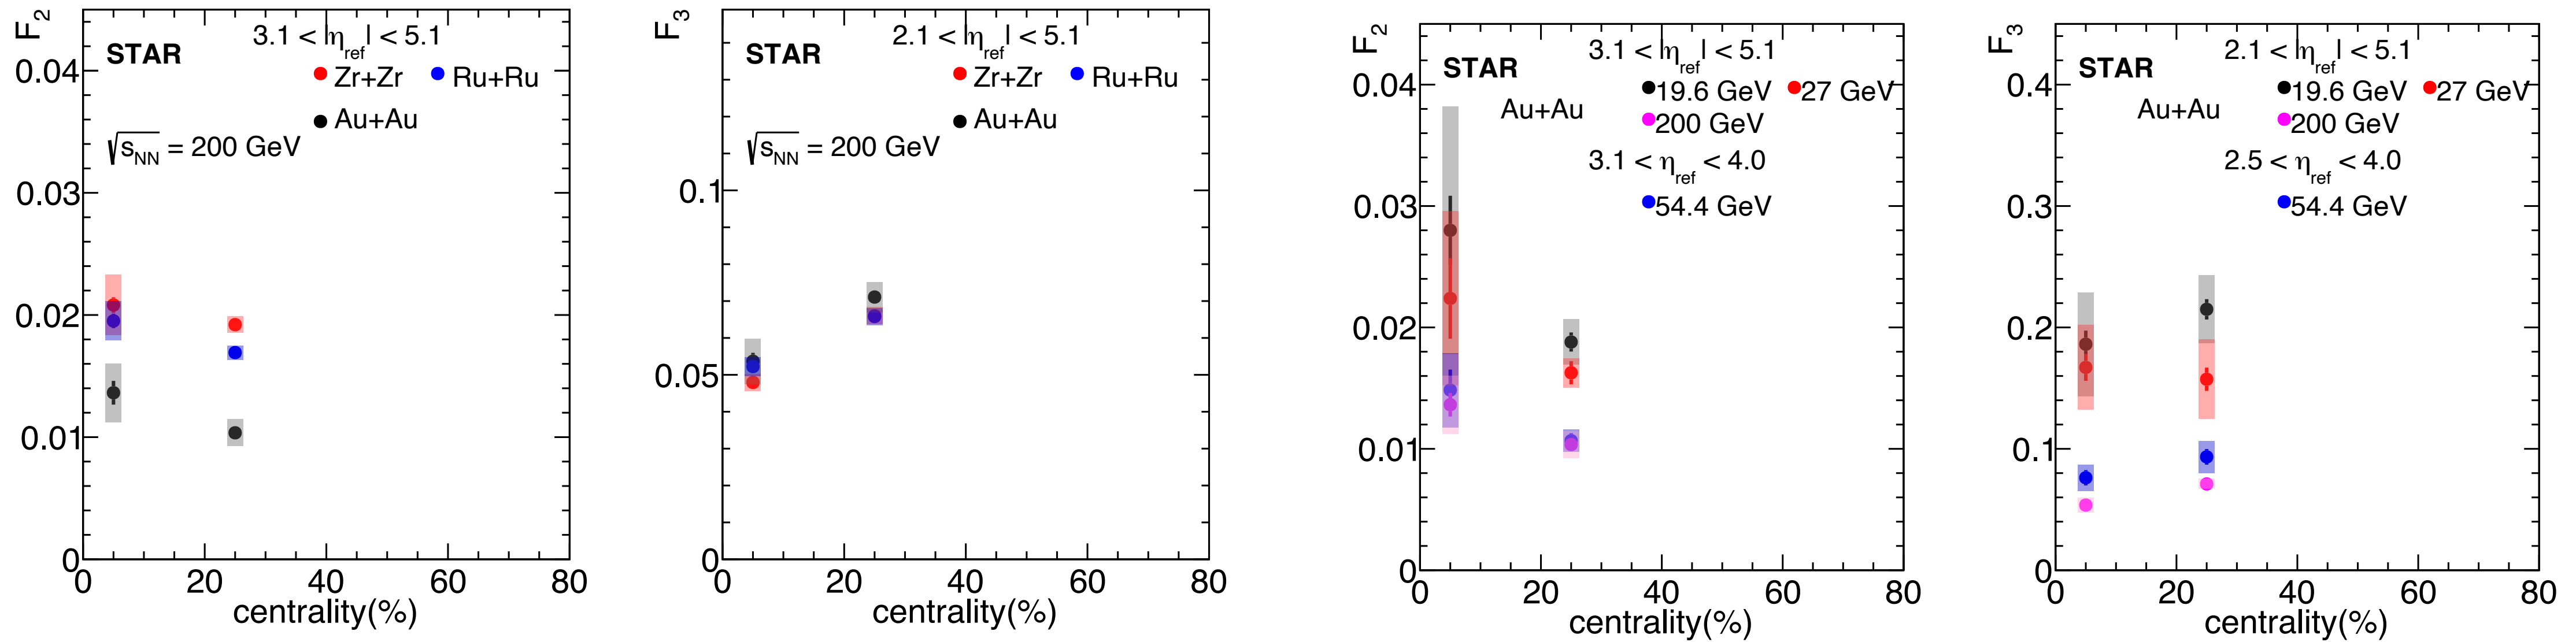 F2
STAR
3.1 < |ηref| < 5.1
Zr+Zr
Ru+Ru
Au+Au
√sNN = 200 GeV
0.04
0.03
0.02
0.01
0
0 20 40 60 80
centrality(%)
F3
STAR
2.1 < |ηref| < 5.1
Zr+Zr
Ru+Ru
Au+Au
√sNN = 200 GeV
0.1
0.05
0
0 20 40 60 80
centrality(%)
F2
STAR
Au+Au
3.1 < |ηref| < 5.1
19.6 GeV
27 GeV
200 GeV
3.1 < ηref < 4.0
54.4 GeV
0.04
0.03
0.02
0.01
0
0 20 40 60 80
centrality(%)
F3
STAR
Au+Au
2.1 < |ηref| < 5.1
19.6 GeV
27 GeV
200 GeV
2.5 < ηref < 4.0
54.4 GeV
0.4
0.3
0.2
0.1
0
0 20 40 60 80
centrality(%)